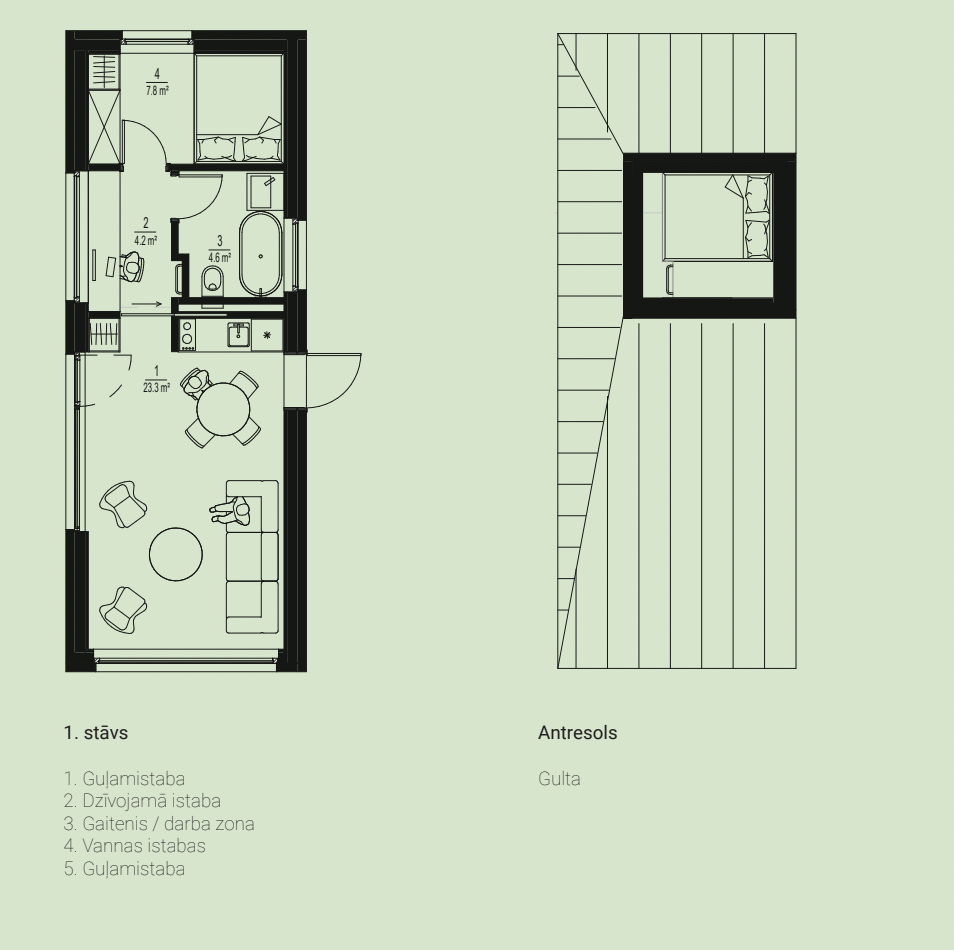 4
7.8 m²
2
4.2 m²
3
4.6 m²
1
23.3 m²
1. stāvs
1. Guļamistaba
2. Dzīvojamā istaba
3. Gaitenis / darba zona
4. Vannas istabas
5. Guļamistaba
Antresols
Gulta